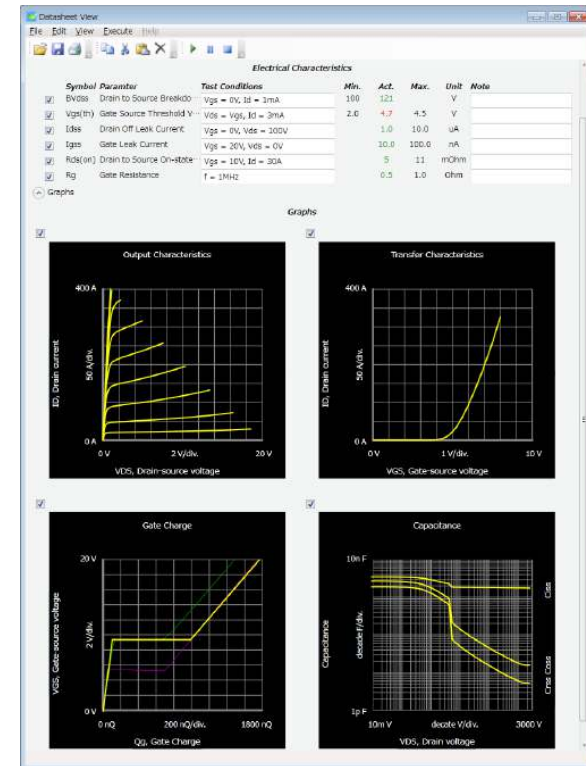 Datasheet View
File Edit View Execute Help
Electrical Characteristics
Symbol Paramter Test Conditions Min. Act. Max. Unit Note
BVdss Drain to Source Breakdo Vgs = 0V, Id = 1mA 100 121 V
Vgs(th) Gate Source Threshold V··· Vds = Vgs, Id = 3mA 2.0 4.7 4.5 V
Idss Drain Off Leak Current Vgs = 0V, Vds = 100V 1.0 10.0 uA
Igss Gate Leak Current Vgs = 20V, Vds = 0V 10.0 100.0 nA
Rds(on) Drain to Source On-state··· Vgs = 10V, Id = 30A 5 11 mOhm
Rg Gate Resistance f = 1MHz 0.5 1.0 Ohm
Graphs
Graphs
Output Characteristics
400 A
ID, Drain current
50 A/div.
0 A
0 V 2 V/div. 20 V
VDS, Drain-source voltage
Transfer Characteristics
400 A
ID, Drain current
50 A/div.
0 A
0 V 1 V/div. 10 V
VGS, Gate-source voltage
Gate Charge
20 V
VGS, Gate-source voltage
2 V/div.
0 V
0 nQ 200 nQ/div. 1800 nQ
Qg, Gate Charge
Capacitance
10n F
Capacitance
decade F/div.
1p F
Ciss
Crss Coss
10m V decate V/div. 3000 V
VDS, Drain voltage